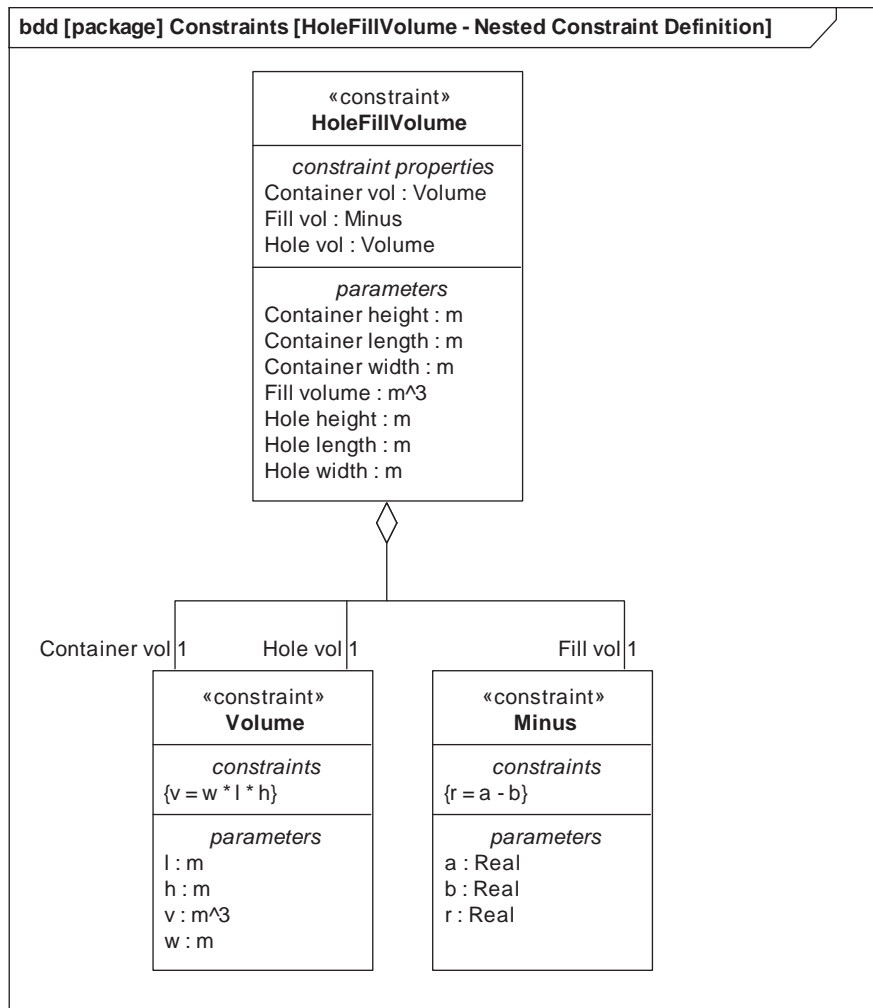 bdd [package] Constraints [HoleFillVolume - Nested Constraint Definition]
«constraint»
HoleFillVolume
constraint properties
Container vol : Volume
Fill vol : Minus
Hole vol : Volume
parameters
Container height : m
Container length : m
Container width : m
Fill volume : m^3
Hole height : m
Hole length : m
Hole width : m
Container vol 1 Hole vol 1 Fill vol 1
«constraint»
Volume
constraints
{v = w * l * h}
parameters
l : m
h : m
v : m^3
w : m
«constraint»
Minus
constraints
{r = a - b}
parameters
a : Real
b : Real
r : Real